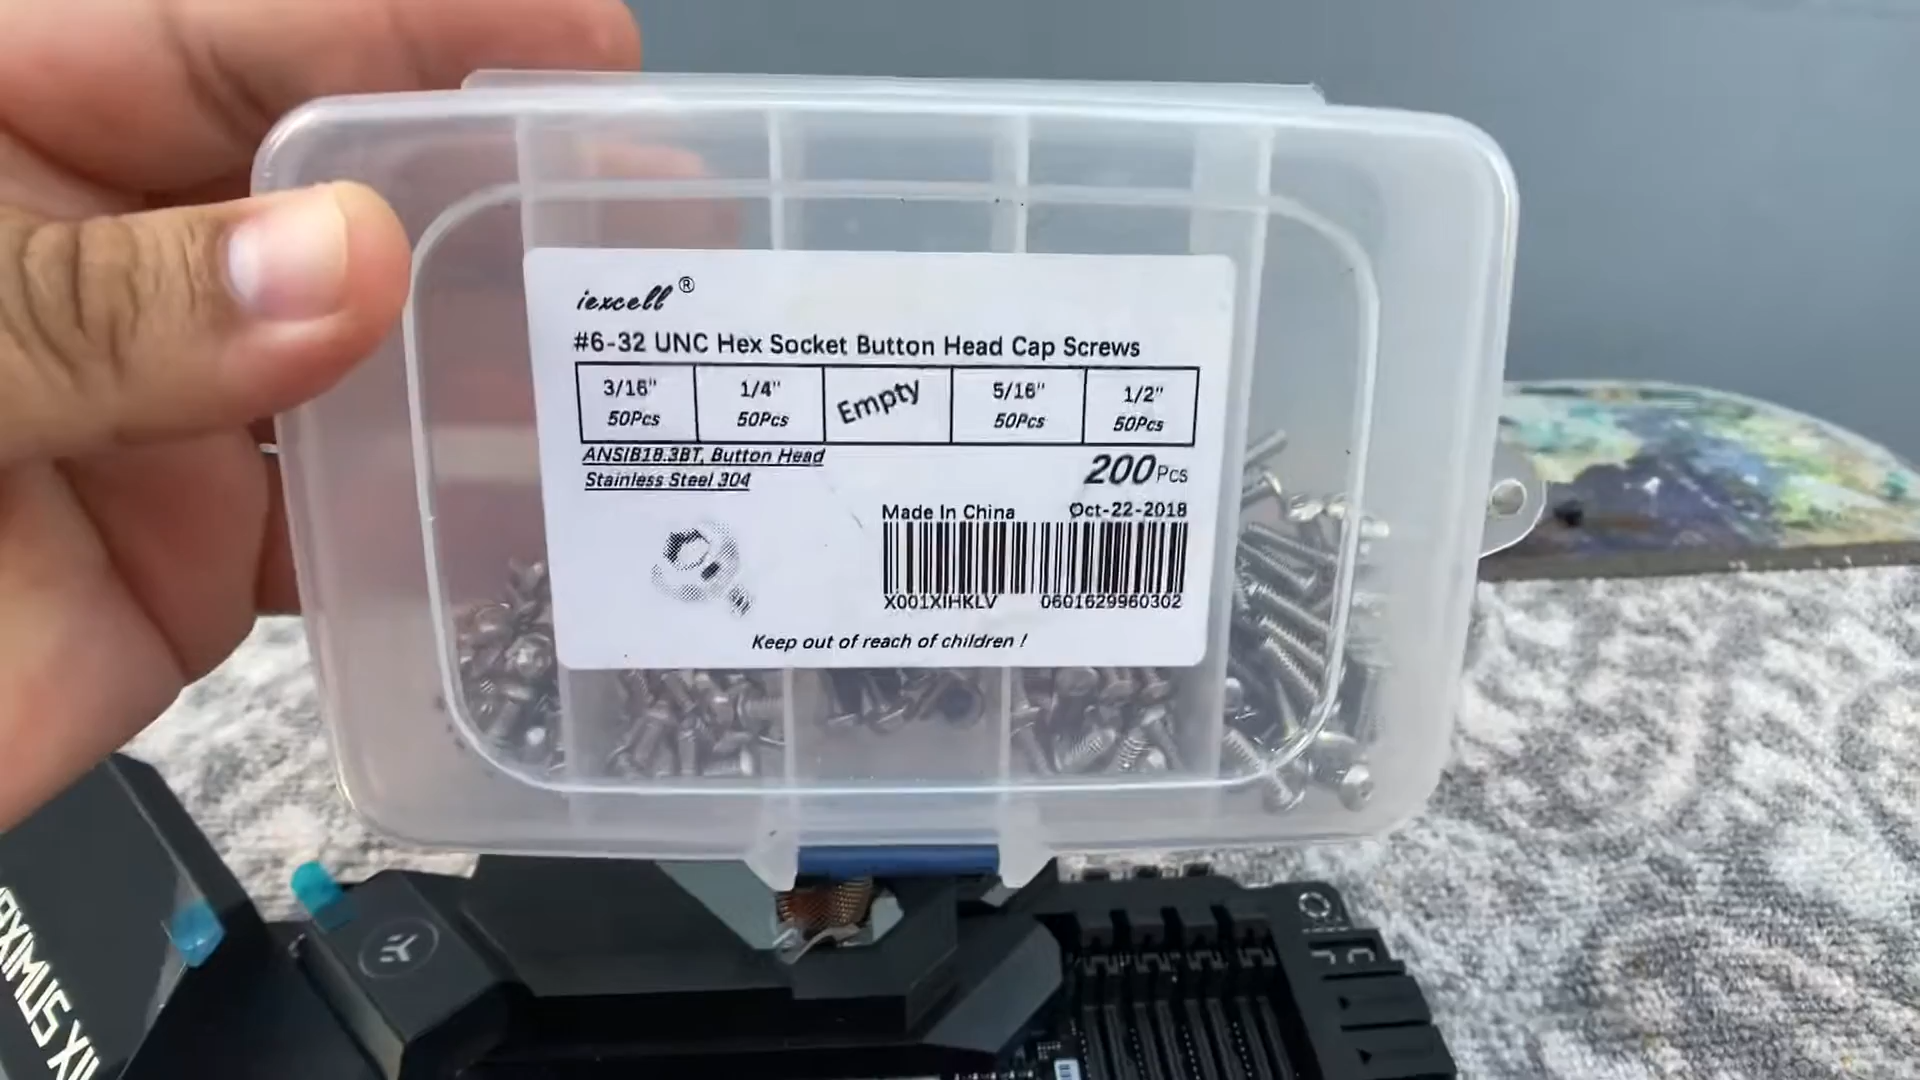 iexcell ®
#6-32 UNC Hex Socket Button Head Cap Screws
3/16" 1/4" Empty 5/16" 1/2"
50Pcs 50Pcs 50Pcs 50Pcs
ANSIB18.3BT, Button Head
Stainless Steel 304
200Pcs
Made In China Oct-22-2018
X001XIHKLV 0601629960302
Keep out of reach of children !